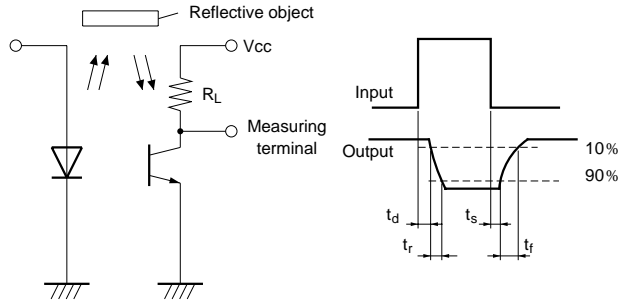 Reflective object
Vcc
RL
Measuring
terminal
Input
Output
10%
90%
td
ts
tr
tf